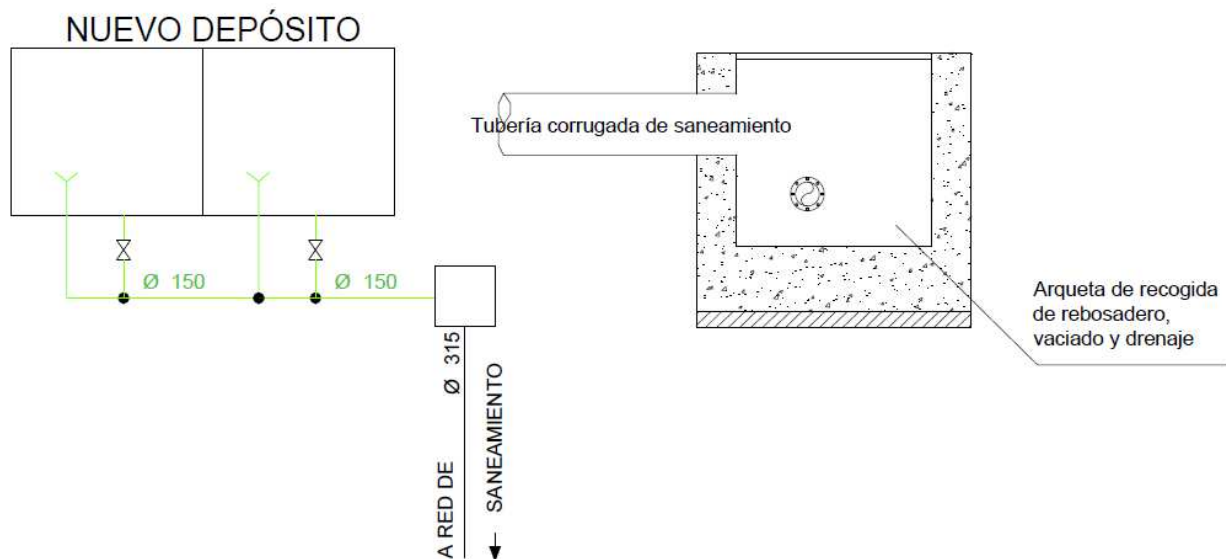 NUEVO DEPÓSITO
Ø 150
Ø 150
Ø 315
A RED DE
SANEAMIENTO
Tubería corrugada de saneamiento
Arqueta de recogida
de rebosadero,
vaciado y drenaje